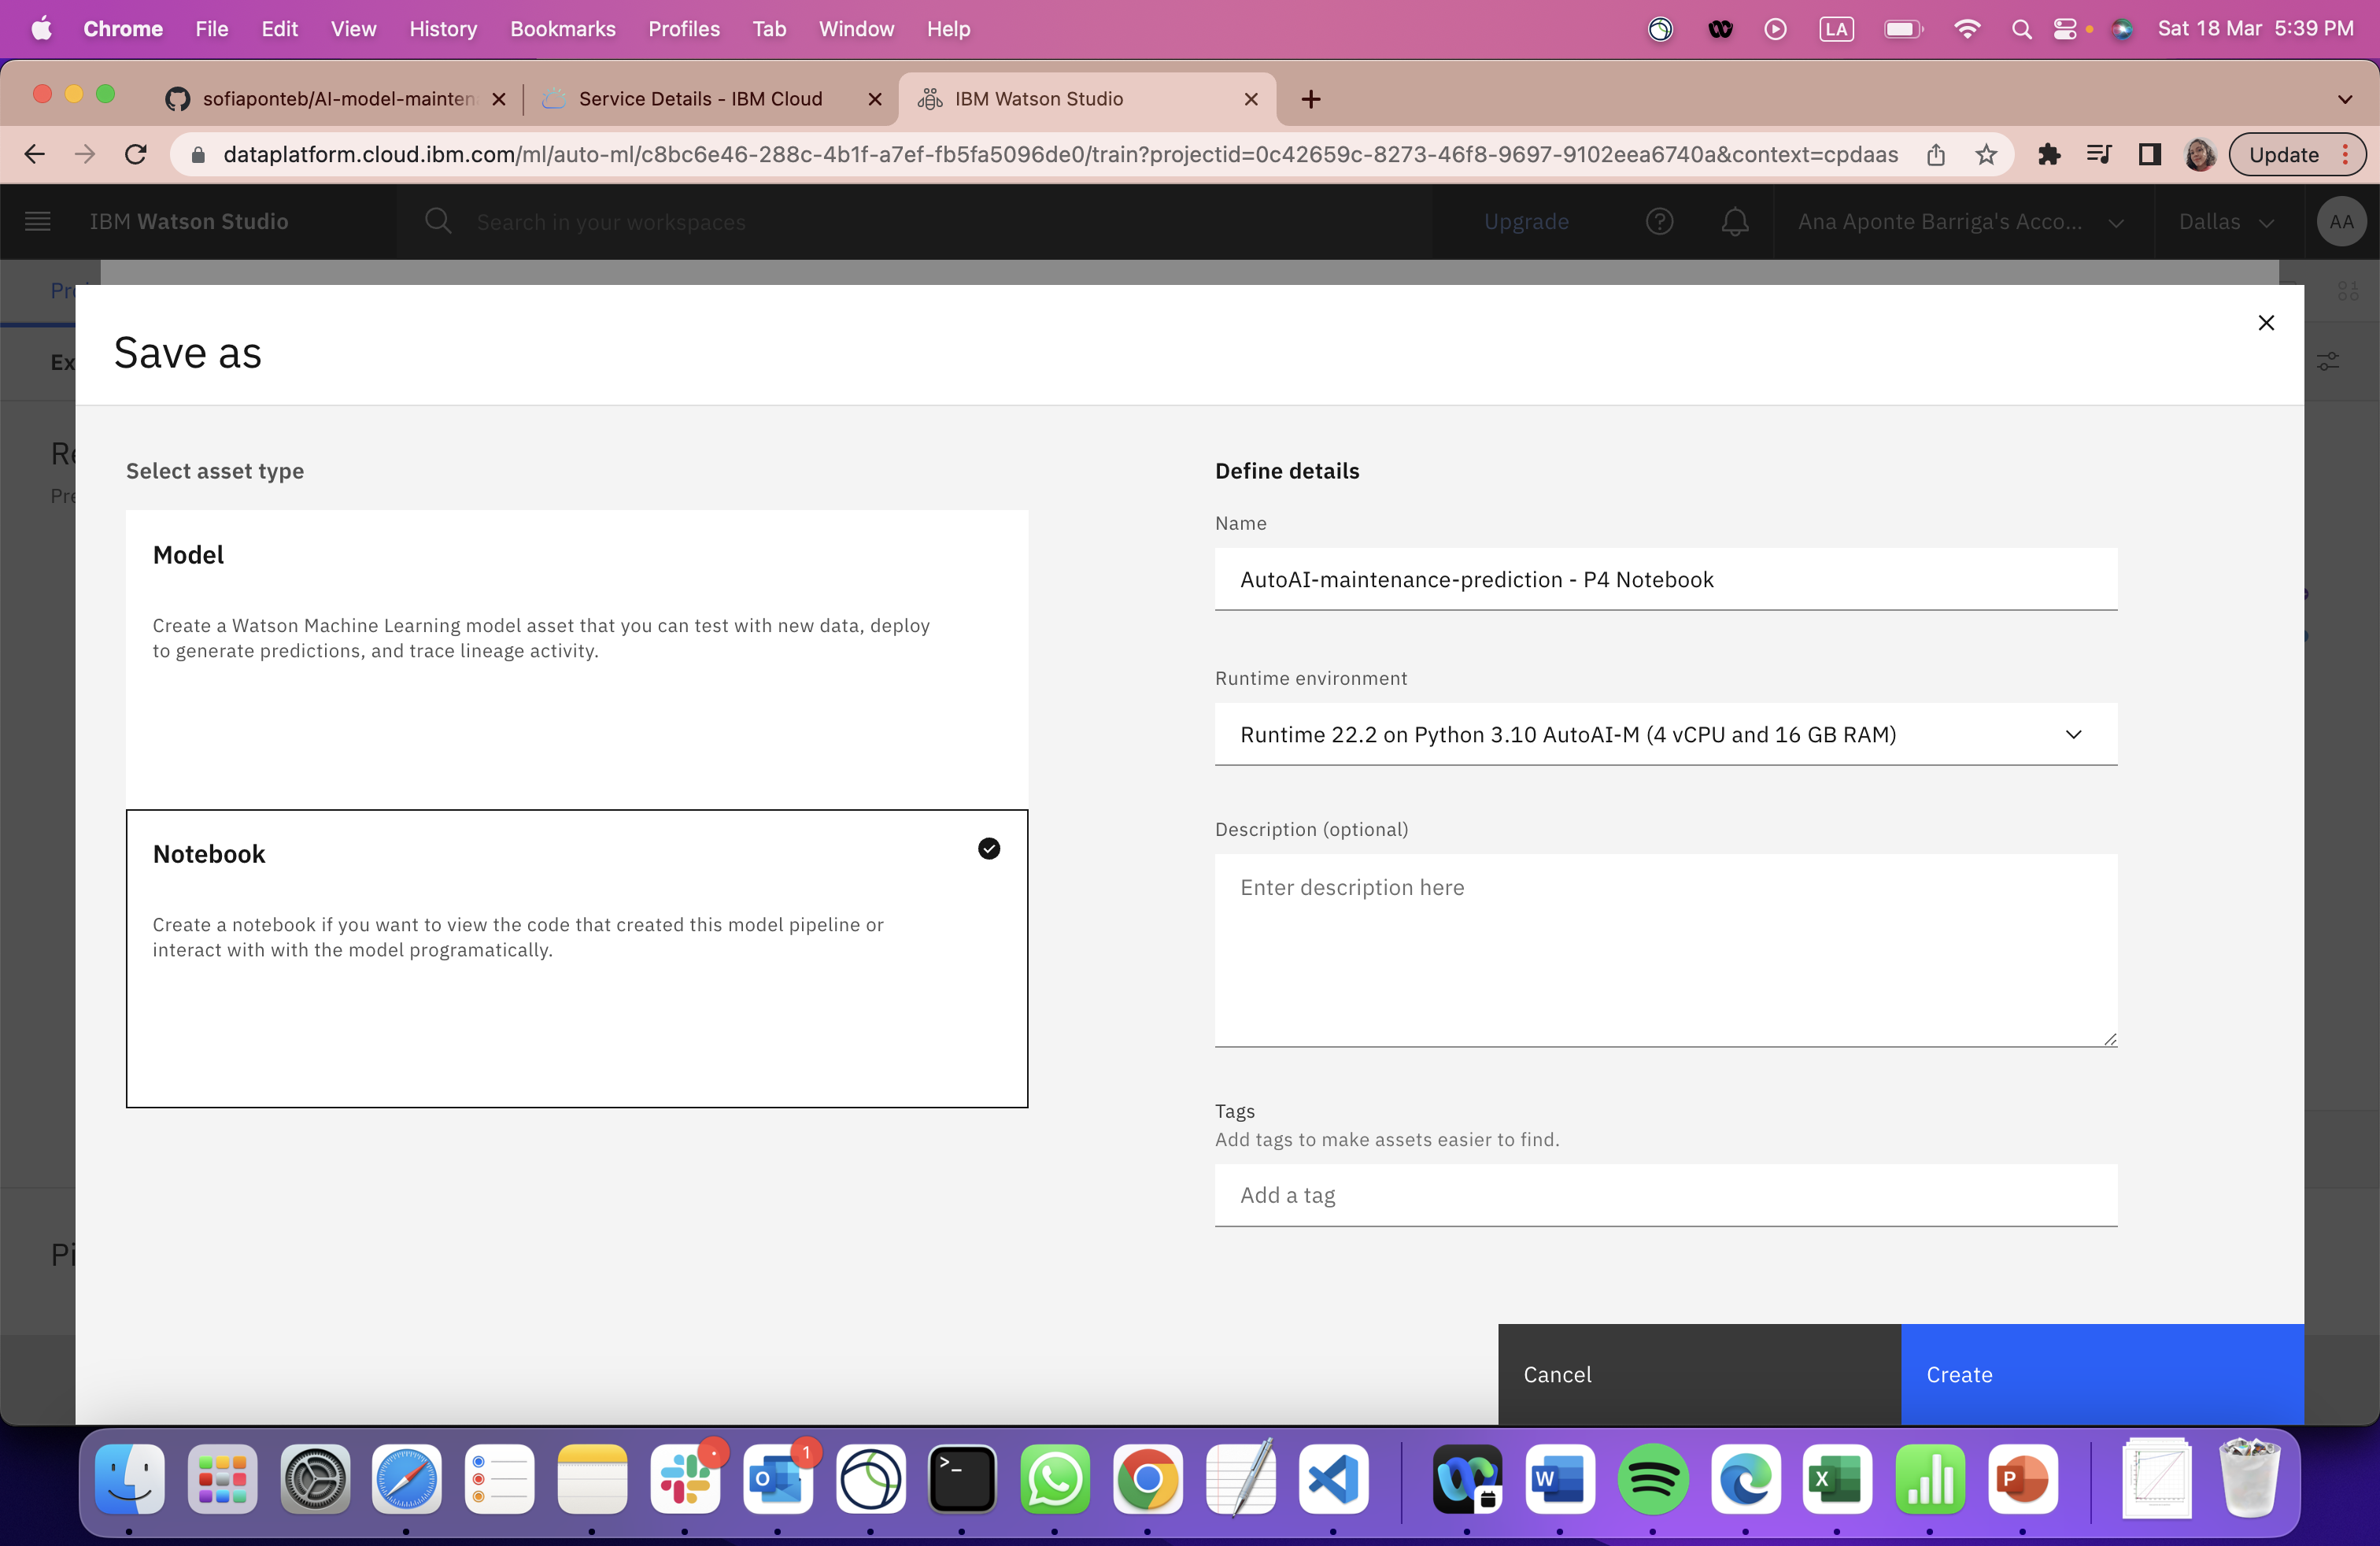 Chrome File Edit View History Bookmarks Profiles Tab Window Help LA Sat 18 Mar 5:39 PM
sofiaponteb/AI-model-mainten Service Details - IBM Cloud IBM Watson Studio
dataplatform.cloud.ibm.com/ml/auto-ml/c8bc6e46-288c-4b1f-a7ef-fb5fa5096de0/train?projectid=0c42659c-8273-46f8-9697-9102eea6740a&context=cpdaas Update
IBM Watson Studio Search in your workspaces Upgrade Ana Aponte Barriga's Acco... Dallas AA
Save as
Select asset type
Model
Create a Watson Machine Learning model asset that you can test with new data, deploy
to generate predictions, and trace lineage activity.
Notebook
Create a notebook if you want to view the code that created this model pipeline or
interact with with the model programatically.
Define details
Name
AutoAI-maintenance-prediction - P4 Notebook
Runtime environment
Runtime 22.2 on Python 3.10 AutoAI-M (4 vCPU and 16 GB RAM)
Description (optional)
Enter description here
Tags
Add tags to make assets easier to find.
Add a tag
Cancel Create
1